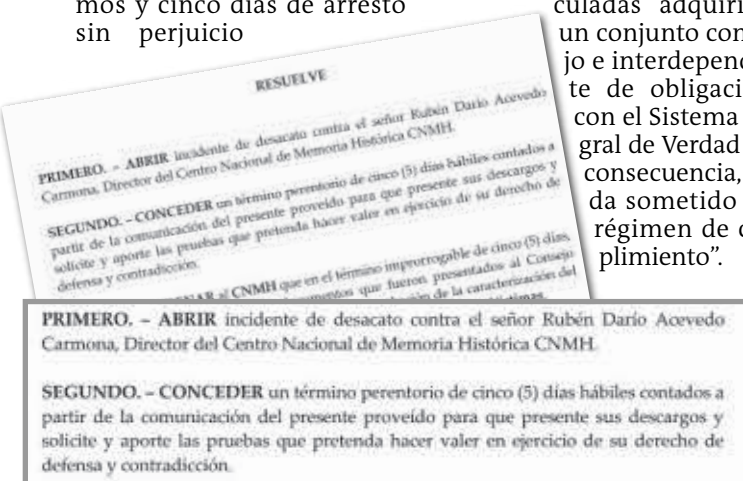 mos y cinco días de arresto
sin perjuicio
RESUELVE
PRIMERO. – ABRIR incidente de desacato contra el señor Rubén Darío Acevedo
Carmona, Director del Centro Nacional de Memoria Histórica CNMH.
SEGUNDO. – CONCEDER un término perentorio de cinco (5) días hábiles contados a
partir de la comunicación del presente proveído para que presente sus descargos y
solicite y aporte las pruebas que pretenda hacer valer en ejercicio de su derecho de
defensa y contradicción.
CNMH que en el término improrrogable de cinco (5) días,
que fueron presentados al Consejo
de la caracterización del
PRIMERO. – ABRIR incidente de desacato contra el señor Rubén Darío Acevedo
Carmona, Director del Centro Nacional de Memoria Histórica CNMH.
SEGUNDO. – CONCEDER un término perentorio de cinco (5) días hábiles contados a
partir de la comunicación del presente proveído para que presente sus descargos y
solicite y aporte las pruebas que pretenda hacer valer en ejercicio de su derecho de
defensa y contradicción.
culadas adquiri
un conjunto con
jo e interdepend
te de obligaci
con el Sistema
gral de Verdad
consecuencia,
da sometido
régimen de c
plimiento”.